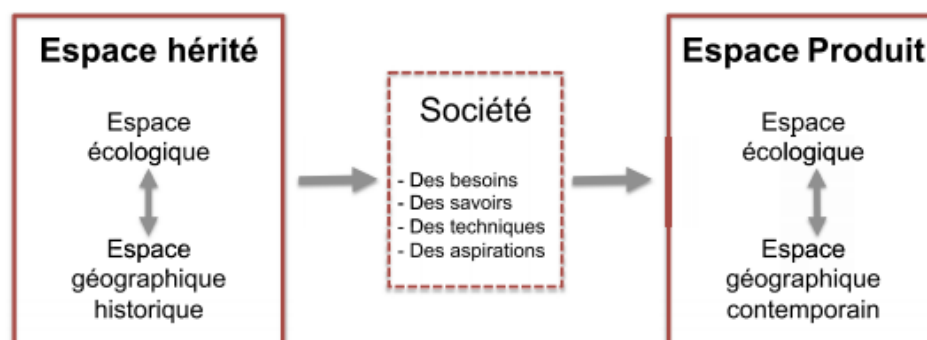 Espace hérité
Espace
écologique
Espace
géographique
historique
Société
- Des besoins
- Des savoirs
- Des techniques
- Des aspirations
Espace Produit
Espace
écologique
Espace
géographique
contemporain